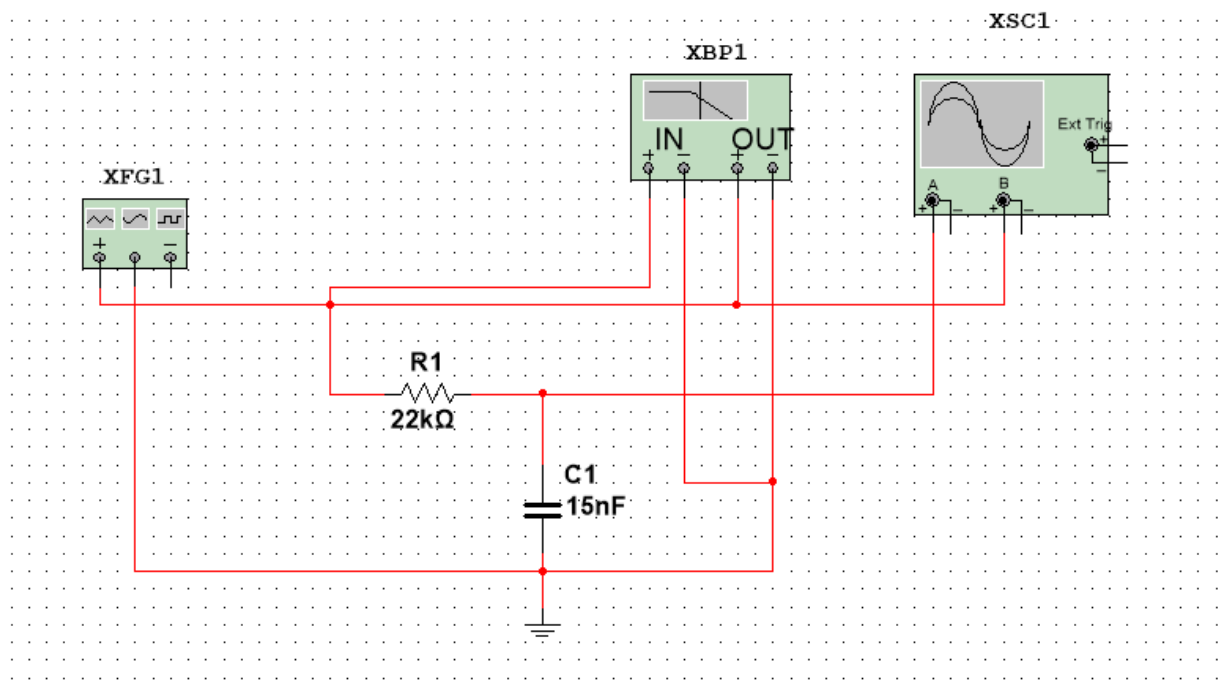 XSC1
XBP1
Ext Trig
+
−
IN OUT
+ − + −
A B
+ − + −
XFG1
+ −
R1
22kΩ
C1
15nF